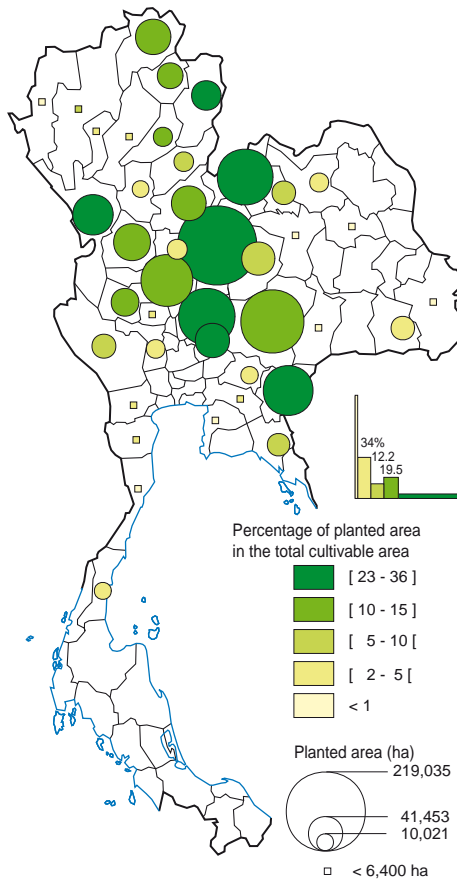 34%
12.2
19.5
Percentage of planted area
in the total cultivable area
[ 23 - 36 ]
[ 10 - 15 ]
[ 5 - 10 [
[ 2 - 5 [
< 1
Planted area (ha)
219,035
41,453
10,021
< 6,400 ha